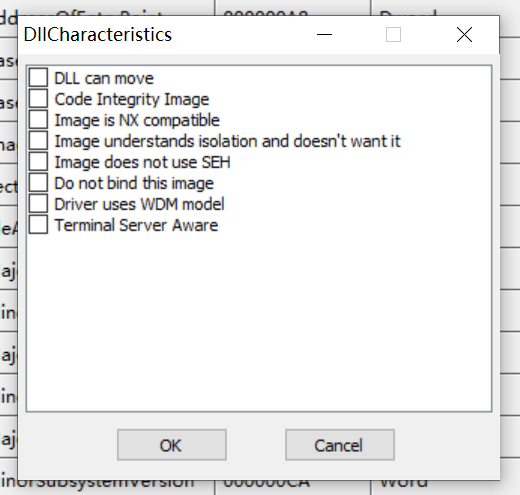 DllCharacteristics
DLL can move
Code Integrity Image
Image is NX compatible
Image understands isolation and doesn't want it
Image does not use SEH
Do not bind this image
Driver uses WDM model
Terminal Server Aware
OK
Cancel
000000CA
Word